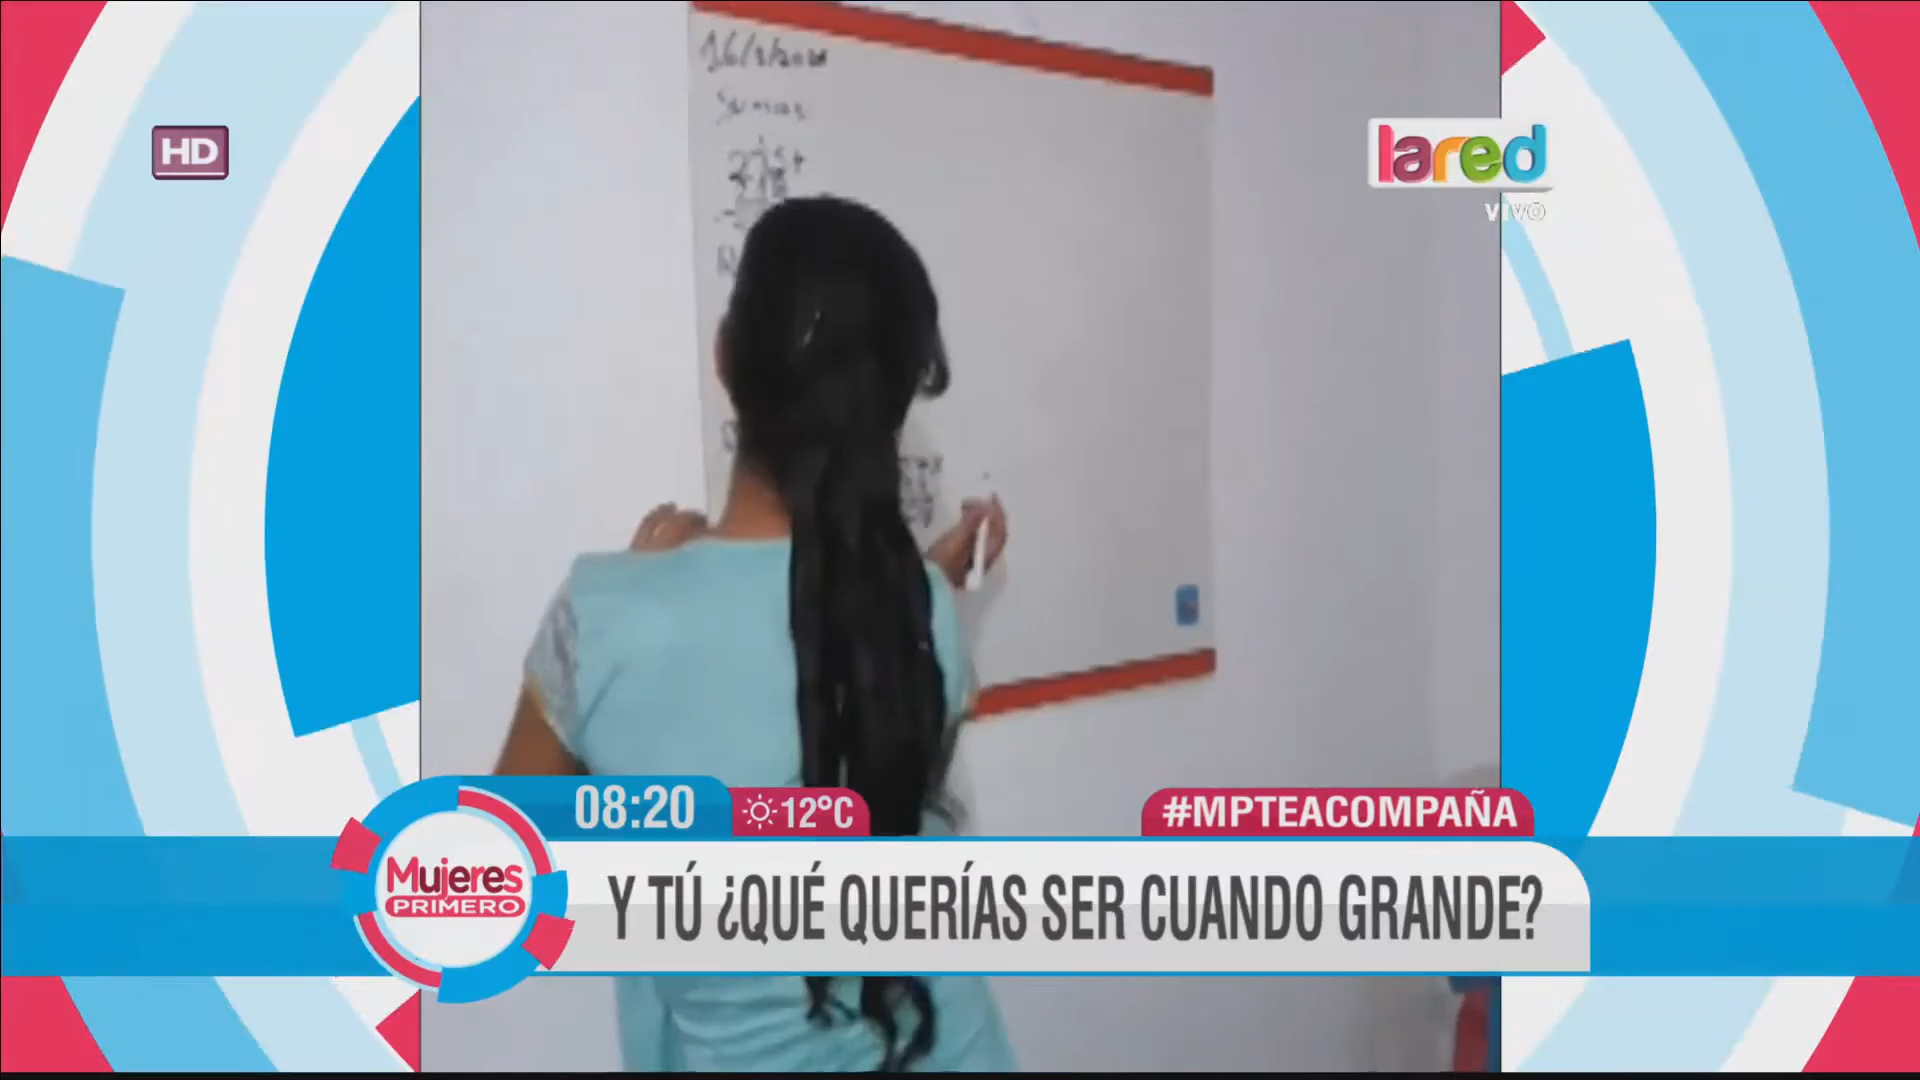 HD
lared
VIVO
08:20
12°C
#MPTEACOMPAÑA
Mujeres
PRIMERO
Y TÚ ¿QUÉ QUERÍAS SER CUANDO GRANDE?